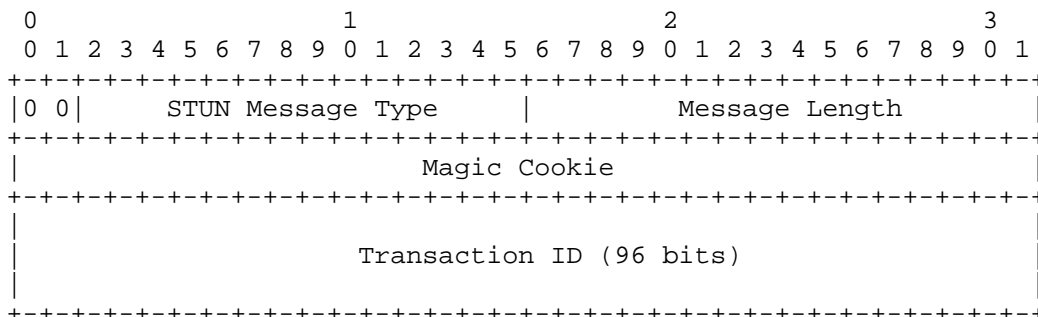 0                   1                   2                   3
 0 1 2 3 4 5 6 7 8 9 0 1 2 3 4 5 6 7 8 9 0 1 2 3 4 5 6 7 8 9 0 1
+-+-+-+-+-+-+-+-+-+-+-+-+-+-+-+-+-+-+-+-+-+-+-+-+-+-+-+-+-+-+-+-+
|0 0|     STUN Message Type     |         Message Length        |
+-+-+-+-+-+-+-+-+-+-+-+-+-+-+-+-+-+-+-+-+-+-+-+-+-+-+-+-+-+-+-+-+
|                         Magic Cookie                          |
+-+-+-+-+-+-+-+-+-+-+-+-+-+-+-+-+-+-+-+-+-+-+-+-+-+-+-+-+-+-+-+-+
|                                                               |
|                     Transaction ID (96 bits)                  |
|                                                               |
+-+-+-+-+-+-+-+-+-+-+-+-+-+-+-+-+-+-+-+-+-+-+-+-+-+-+-+-+-+-+-+-+